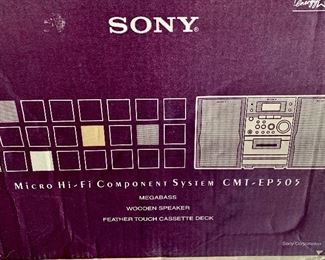 SONY
Micro Hi-Fi Component System CMT-EP505
MEGABASS
WOODEN SPEAKER
FEATHER TOUCH CASSETTE DECK
Sony Corporation